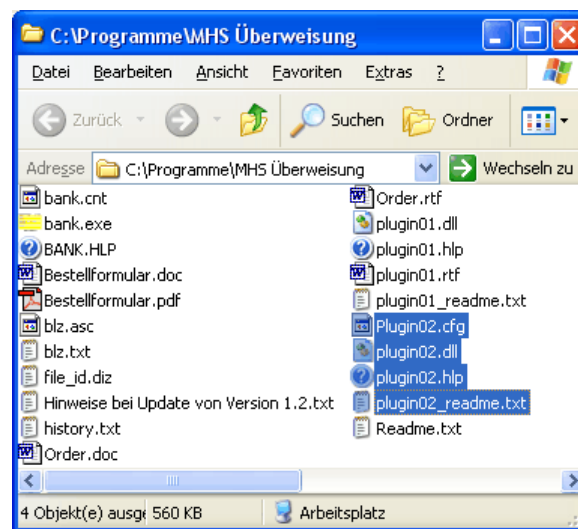 C:\Programme\MHS Überweisung
Datei Bearbeiten Ansicht Favoriten Extras ?
Zurück Suchen Ordner
Adresse C:\Programme\MHS Überweisung Wechseln zu
bank.cnt
bank.exe
BANK.HLP
Bestellformular.doc
Bestellformular.pdf
blz.asc
blz.txt
file_id.diz
Hinweise bei Update von Version 1.2.txt
history.txt
Order.doc
Order.rtf
plugin01.dll
plugin01.hlp
plugin01.rtf
plugin01_readme.txt
Plugin02.cfg
plugin02.dll
plugin02.hlp
plugin02_readme.txt
Readme.txt
4 Objekt(e) ausge 560 KB Arbeitsplatz